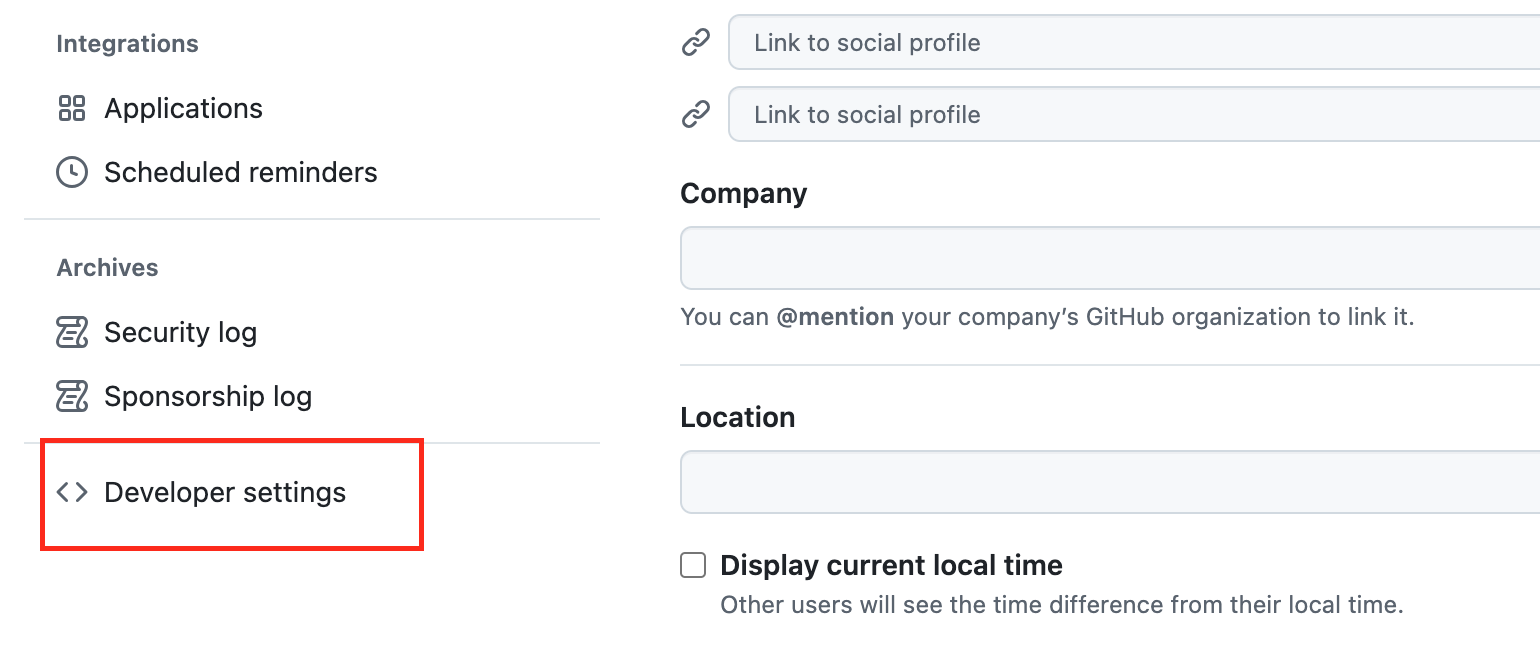 Integrations
Applications
Scheduled reminders
Archives
Security log
Sponsorship log
Developer settings
Link to social profile
Link to social profile
Company
You can @mention your company’s GitHub organization to link it.
Location
Display current local time
Other users will see the time difference from their local time.